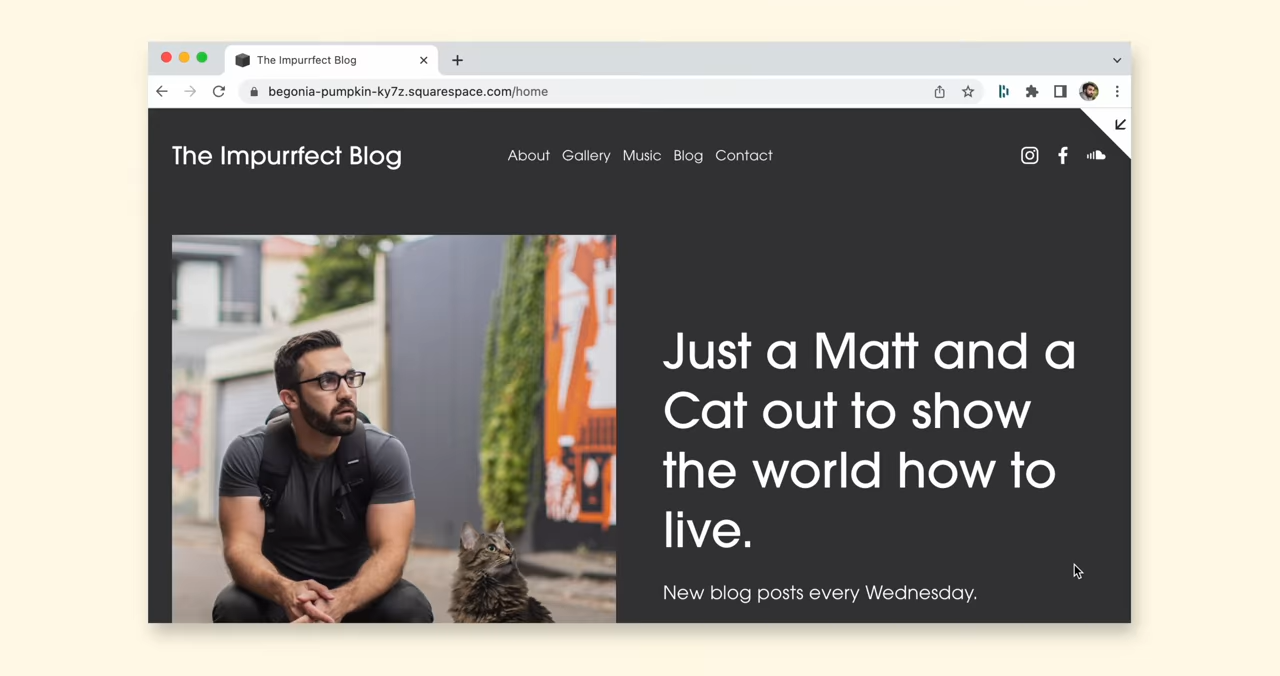 The Impurrfect Blog
begonia-pumpkin-ky7z.squarespace.com/home
The Impurrfect Blog
About Gallery Music Blog Contact
Just a Matt and a
Cat out to show
the world how to
live.
New blog posts every Wednesday.